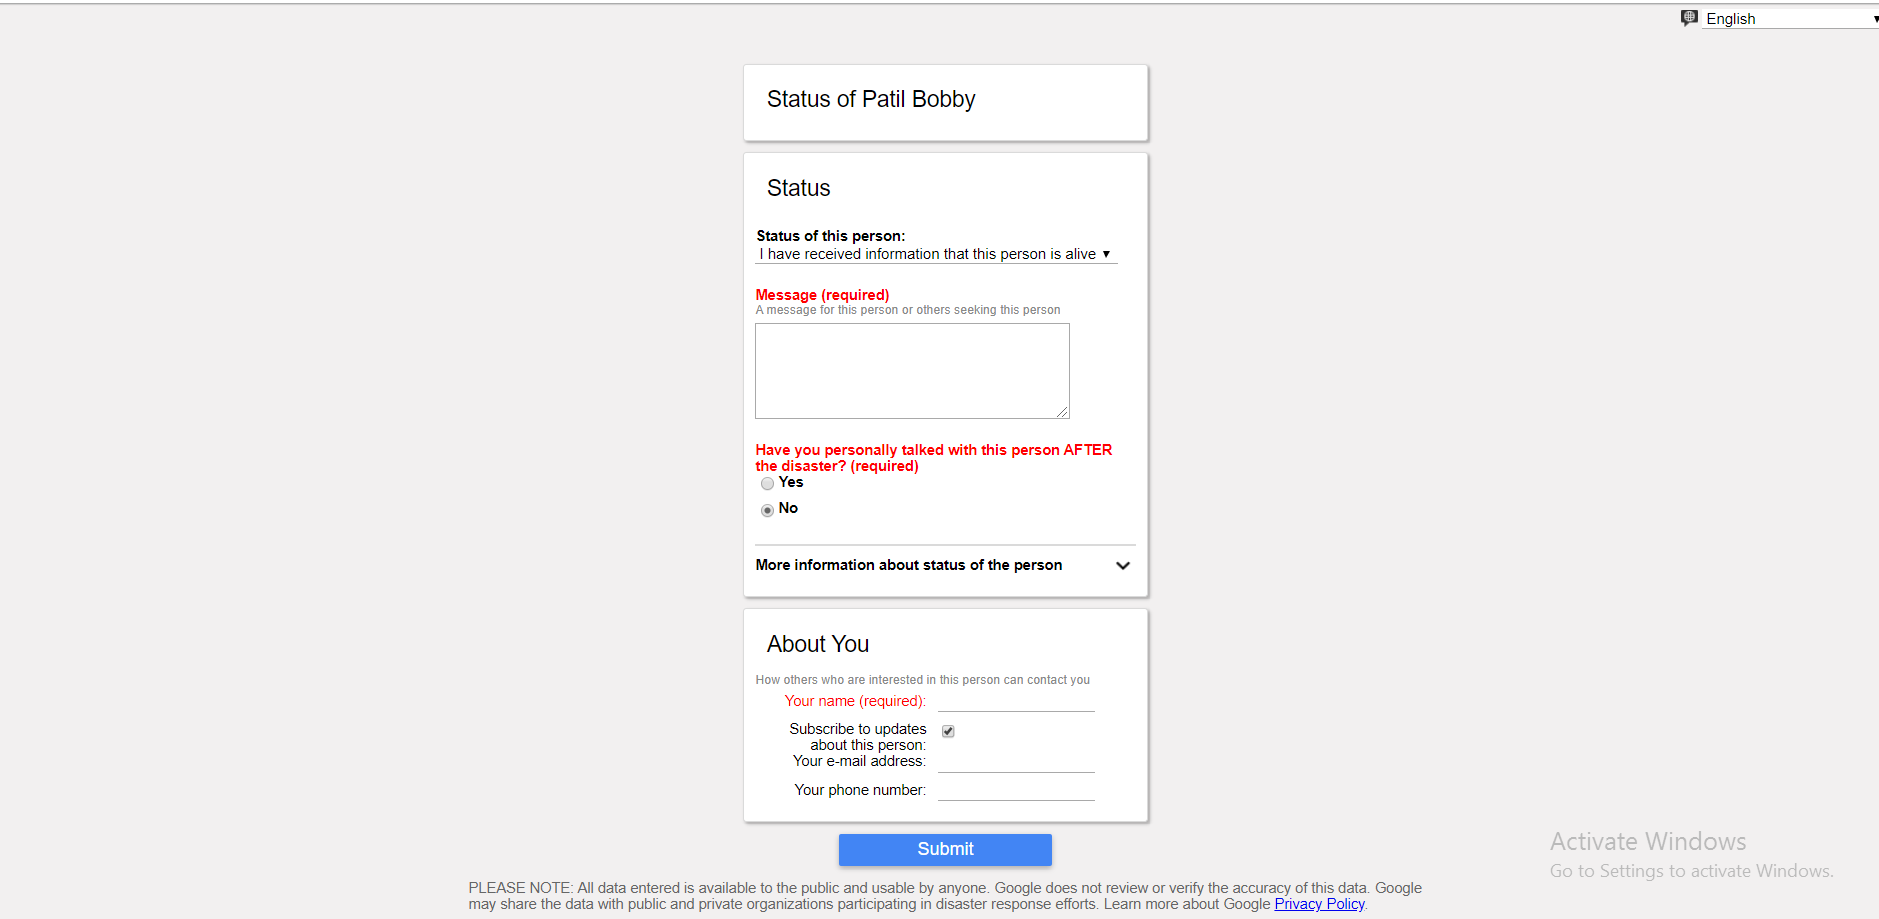 English
Status of Patil Bobby
Status
Status of this person:
I have received information that this person is alive
Message (required)
A message for this person or others seeking this person
Have you personally talked with this person AFTER
the disaster? (required)
Yes
No
More information about status of the person
About You
How others who are interested in this person can contact you
Your name (required):
Subscribe to updates
about this person:
Your e-mail address:
Your phone number:
Submit
Activate Windows
Go to Settings to activate Windows.
PLEASE NOTE: All data entered is available to the public and usable by anyone. Google does not review or verify the accuracy of this data. Google
may share the data with public and private organizations participating in disaster response efforts. Learn more about Google Privacy Policy.